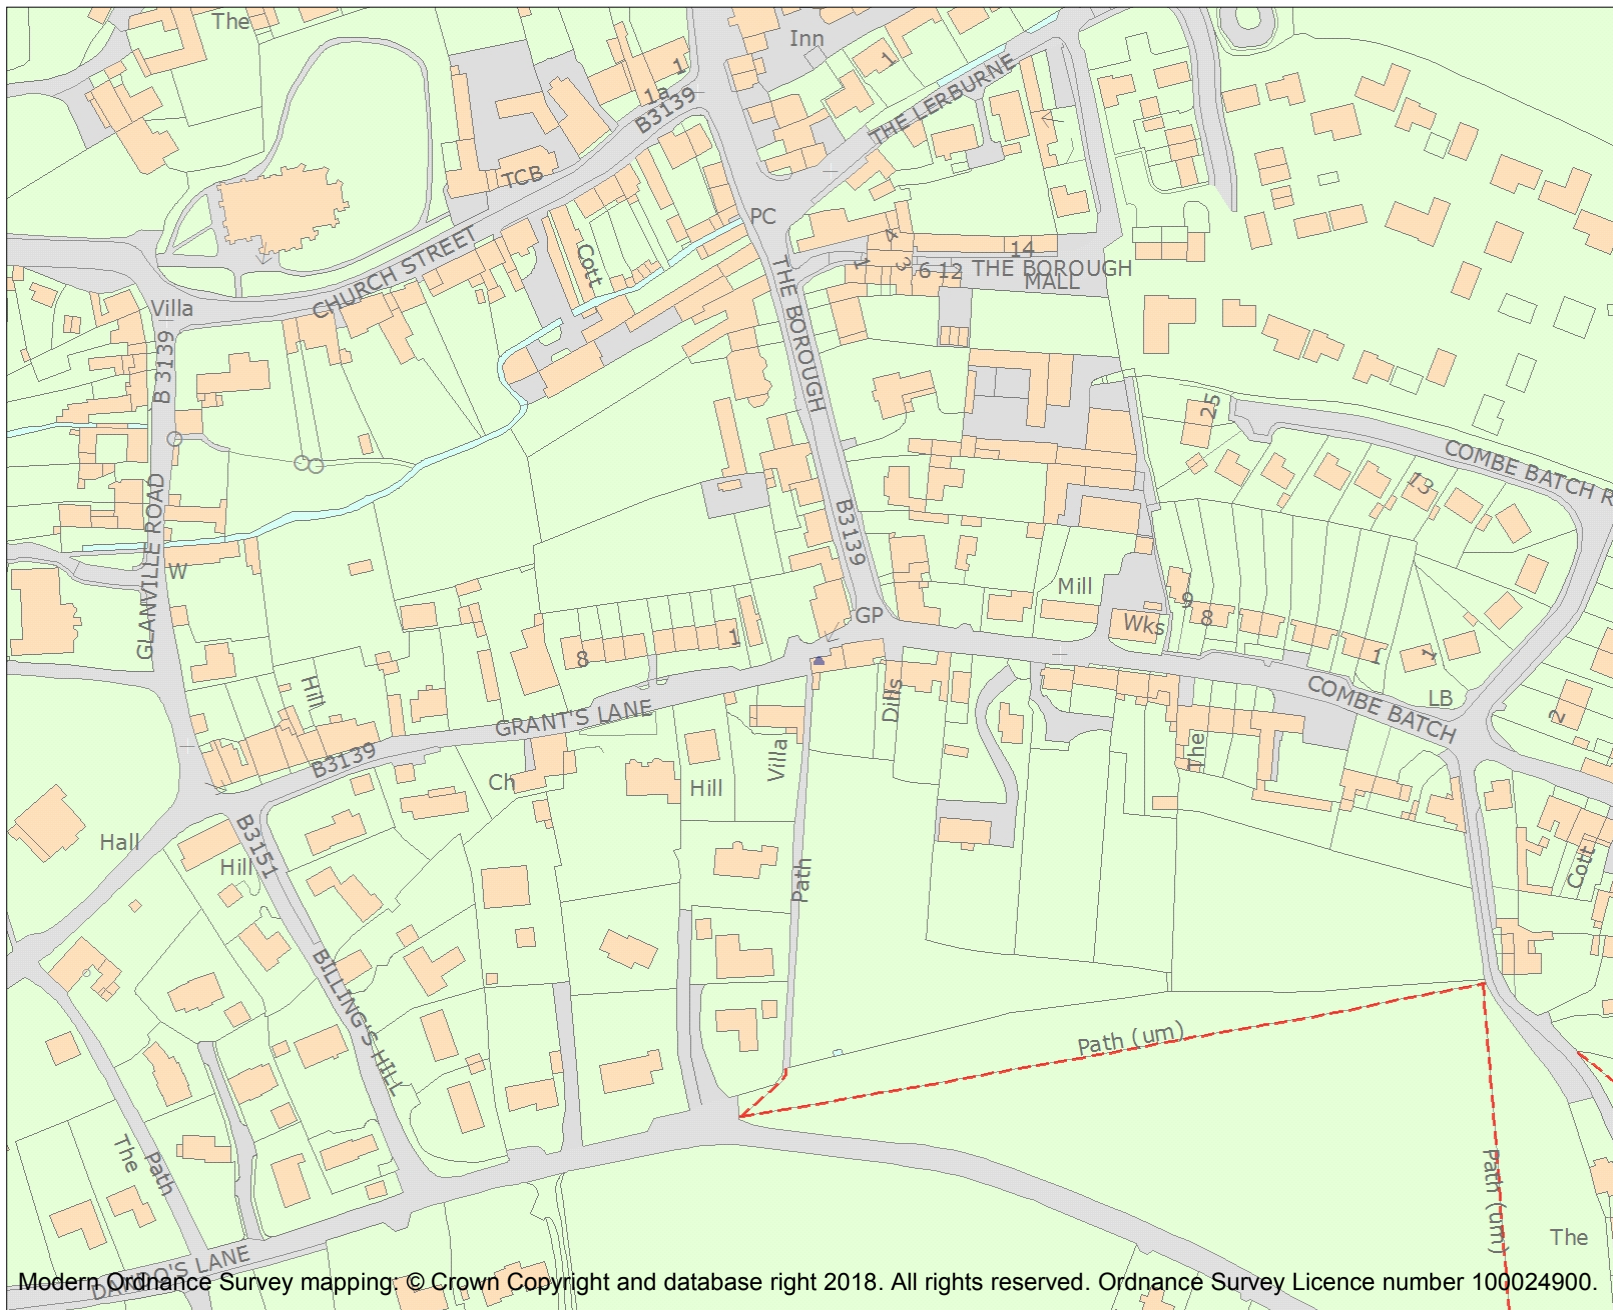 The
Inn
1
1
1a
B3139
THE LERBURNE
TCB
PC
CHURCH STREET
Cott
4
14
1
3
6 12
THE BOROUGH
MALL
Villa
THE BOROUGH
B 3139
25
COMBE BATCH R
13
GLANVILLE ROAD
B3139
W
Mill
9
8
GP
Wks
1
8
1
1
LB
Hill
Dills
COMBE BATCH
2
GRANT'S LANE
Villa
The
B3139
Ch
Hill
Hall
B3151
Hill
Path
Cott
BILLING'S HILL
Path (um)
The
Path
Path (um)
The
LANE
Modern Ordnance Survey mapping: © Crown Copyright and database right 2018. All rights reserved. Ordnance Survey Licence number 100024900.